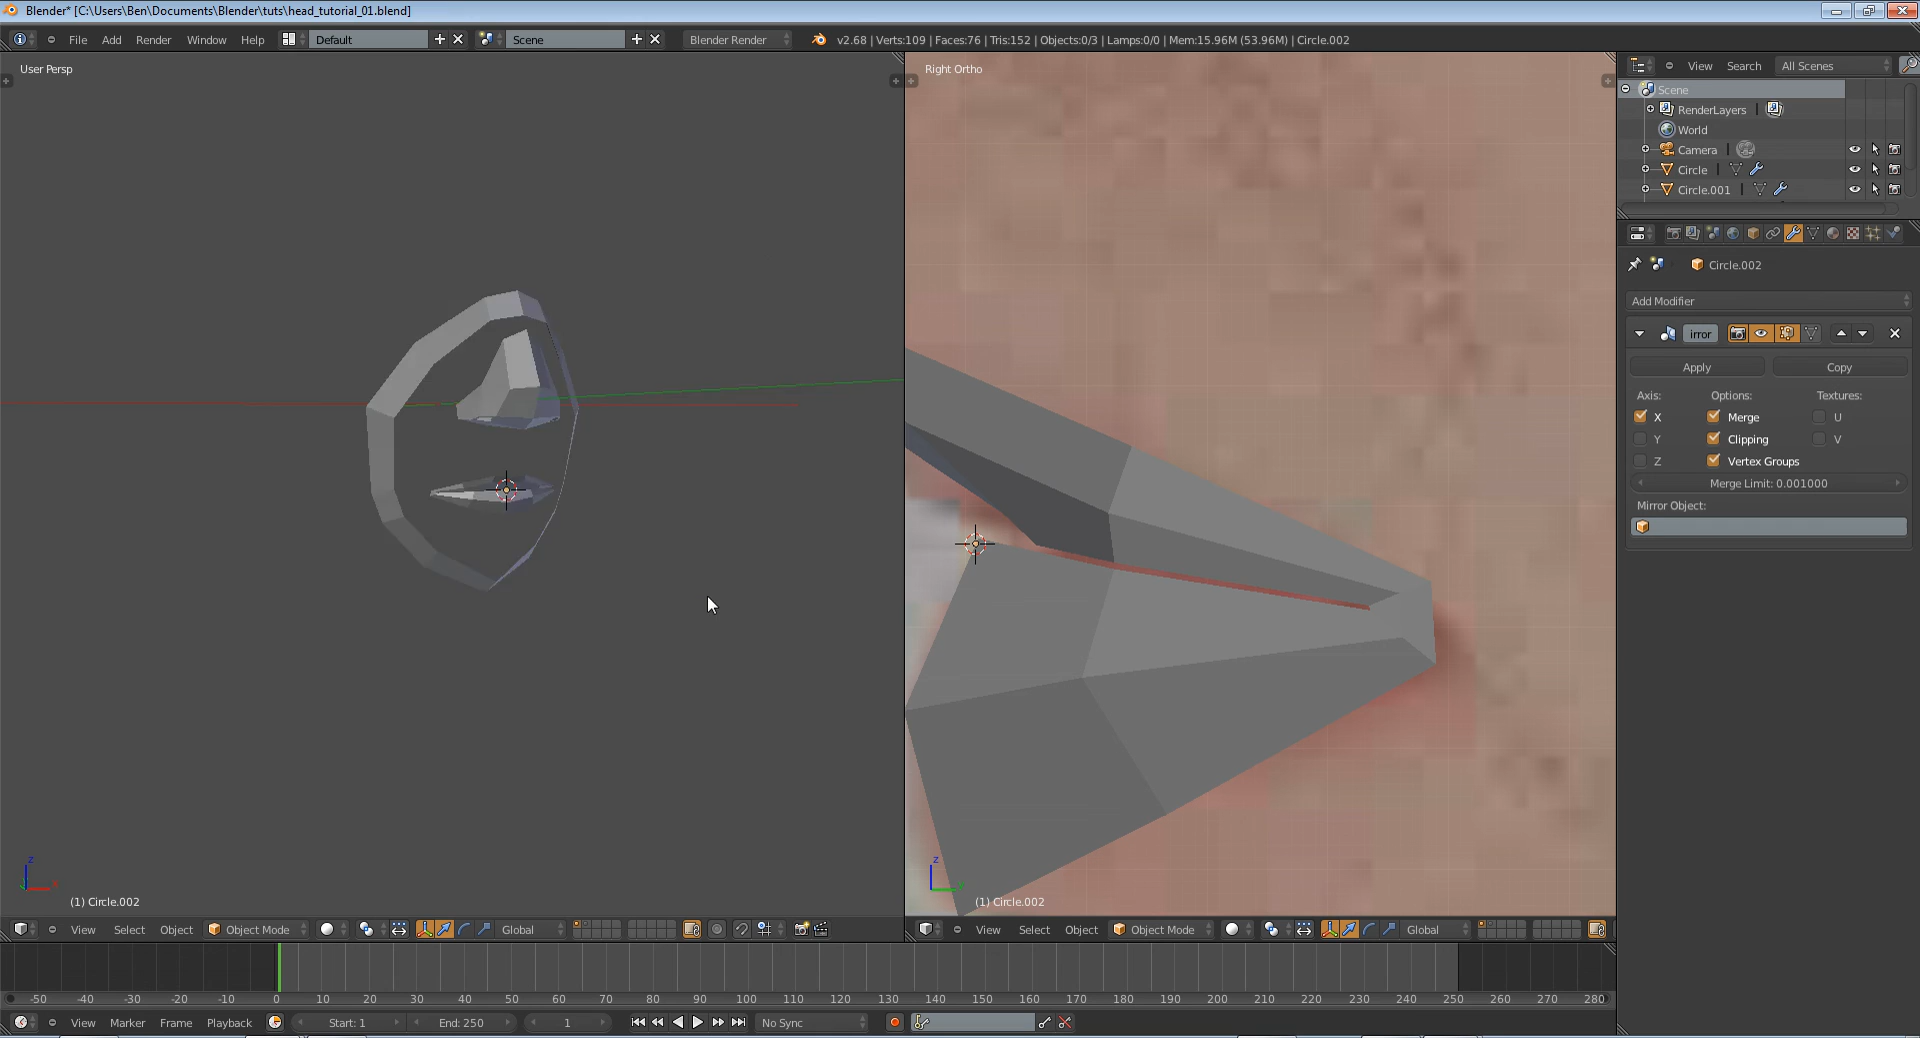 Blender* [C:\Users\Ben\Documents\Blender\tuts\head_tutorial_01.blend]
File Add Render Window Help Default Scene Blender Render v2.68 | Verts:109 | Faces:76 | Tris:152 | Objects:0/3 | Lamps:0/0 | Mem:15.96M (53.96M) | Circle.002
User Persp
Right Ortho
View Search All Scenes
Scene
RenderLayers
World
Camera
Circle
Circle.001
Circle.002
Add Modifier
irror
Apply Copy
Axis: Options: Textures:
X Merge U
Y Clipping V
Z Vertex Groups
Merge Limit: 0.001000
Mirror Object:
z
(1) Circle.002
View Select Object Object Mode Global
z
(1) Circle.002
View Select Object Object Mode Global
-50 -40 -30 -20 -10 0 10 20 30 40 50 60 70 80 90 100 110 120 130 140 150 160 170 180 190 200 210 220 230 240 250 260 270 280
View Marker Frame Playback Start: 1 End: 250 1 No Sync